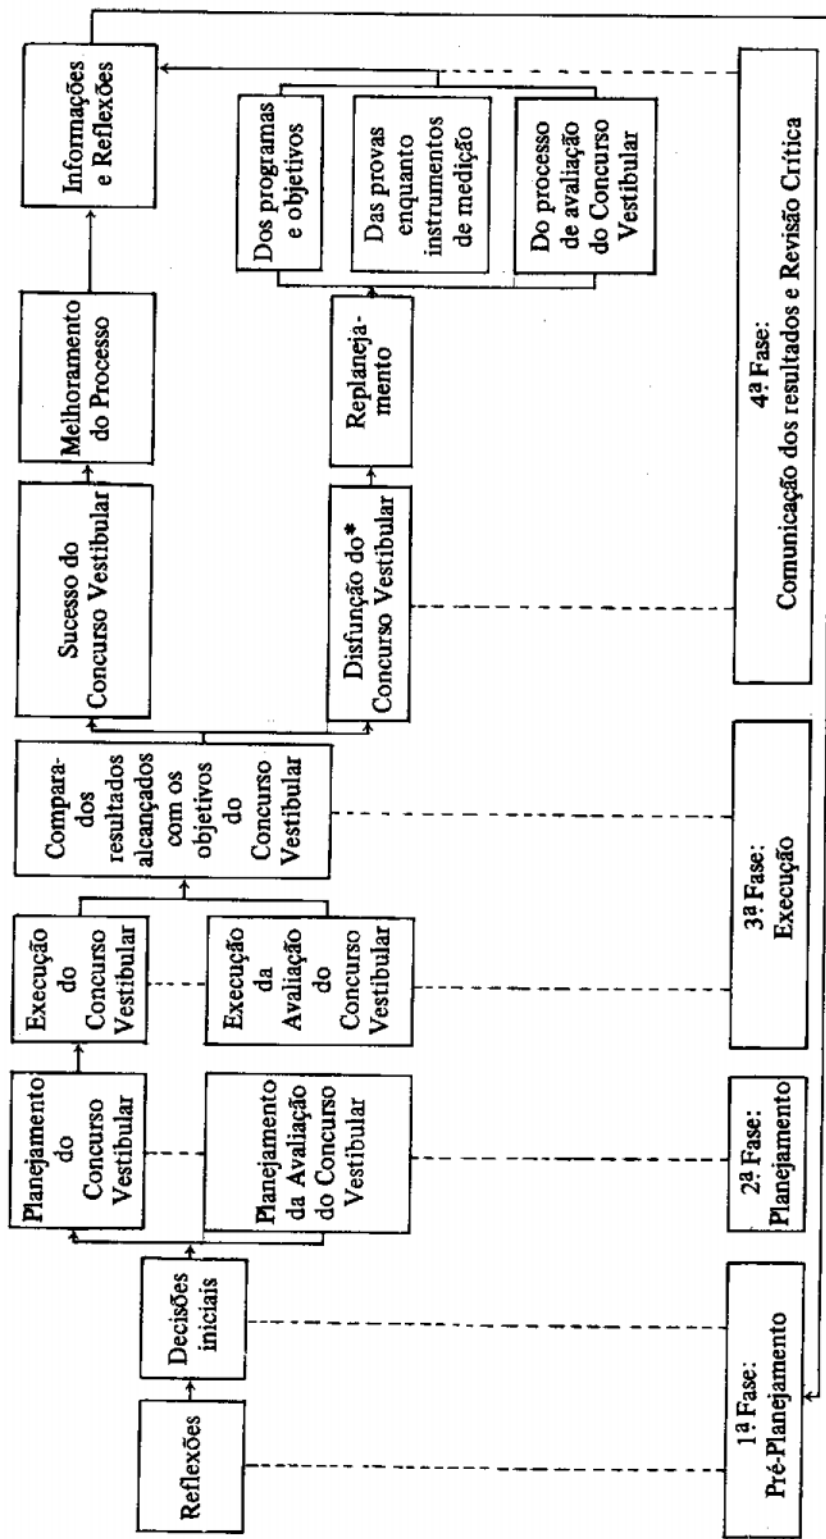 Reflexões
Decisões
iniciais
Planejamento
do
Concurso
Vestibular
Planejamento
da Avaliação
do Concurso
Vestibular
Execução
do
Concurso
Vestibular
Execução
da
Avaliação
do
Concurso
Vestibular
Compara-
dos
resultados
alcançados
com os
objetivos
do
Concurso
Vestibular
Sucesso do
Concurso Vestibular
Disfunção do*
Concurso Vestibular
Melhoramento
do Processo
Replaneja-
mento
Informações
e Reflexões
Dos programas
e objetivos
Das provas
enquanto
instrumentos
de medição
Do processo
de avaliação
do Concurso
Vestibular
1ª Fase:
Pré-Planejamento
2ª Fase:
Planejamento
3ª Fase:
Execução
4ª Fase:
Comunicação dos resultados e Revisão Crítica